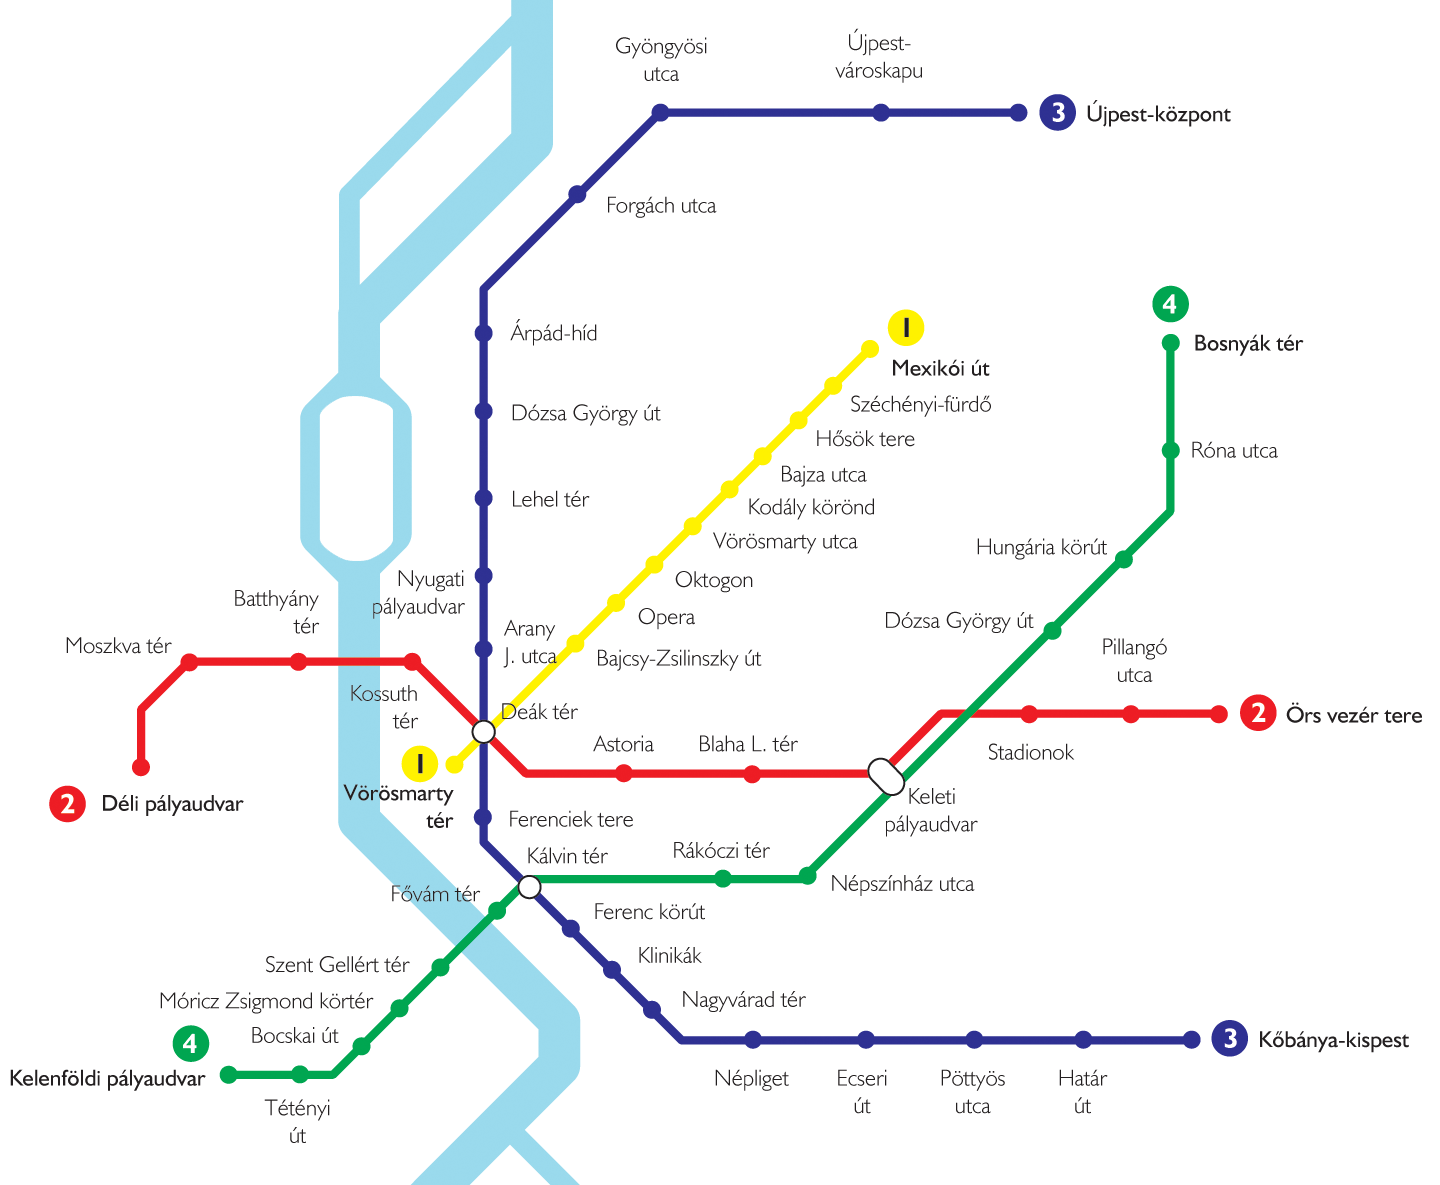 Gyöngyösi
utca
Újpest-
városkapu
3
Újpest-központ
Forgách utca
4
Bosnyák tér
Árpád-híd
1
Mexikói út
Széchényi-fürdő
Dózsa György út
Hősök tere
Róna utca
Bajza utca
Lehel tér
Kodály körönd
Vörösmarty utca
Hungária körút
Nyugati
pályaudvar
Oktogon
Batthyány
tér
Opera
Dózsa György út
Arany
J. utca
Moszkva tér
Bajcsy-Zsilinszky út
Pillangó
utca
Kossuth
tér
Deák tér
2
Örs vezér tere
Astoria
Blaha L. tér
Stadionok
1
Vörösmarty
tér
2
Déli pályaudvar
Keleti
pályaudvar
Ferenciek tere
Kálvin tér
Rákóczi tér
Népszínház utca
Fővám tér
Ferenc körút
Klinikák
Szent Gellért tér
Móricz Zsigmond körtér
Nagyvárad tér
Bocskai út
4
Kelenföldi pályaudvar
3
Kőbánya-kispest
Tétényi
út
Népliget
Ecseri
út
Pöttyös
utca
Határ
út